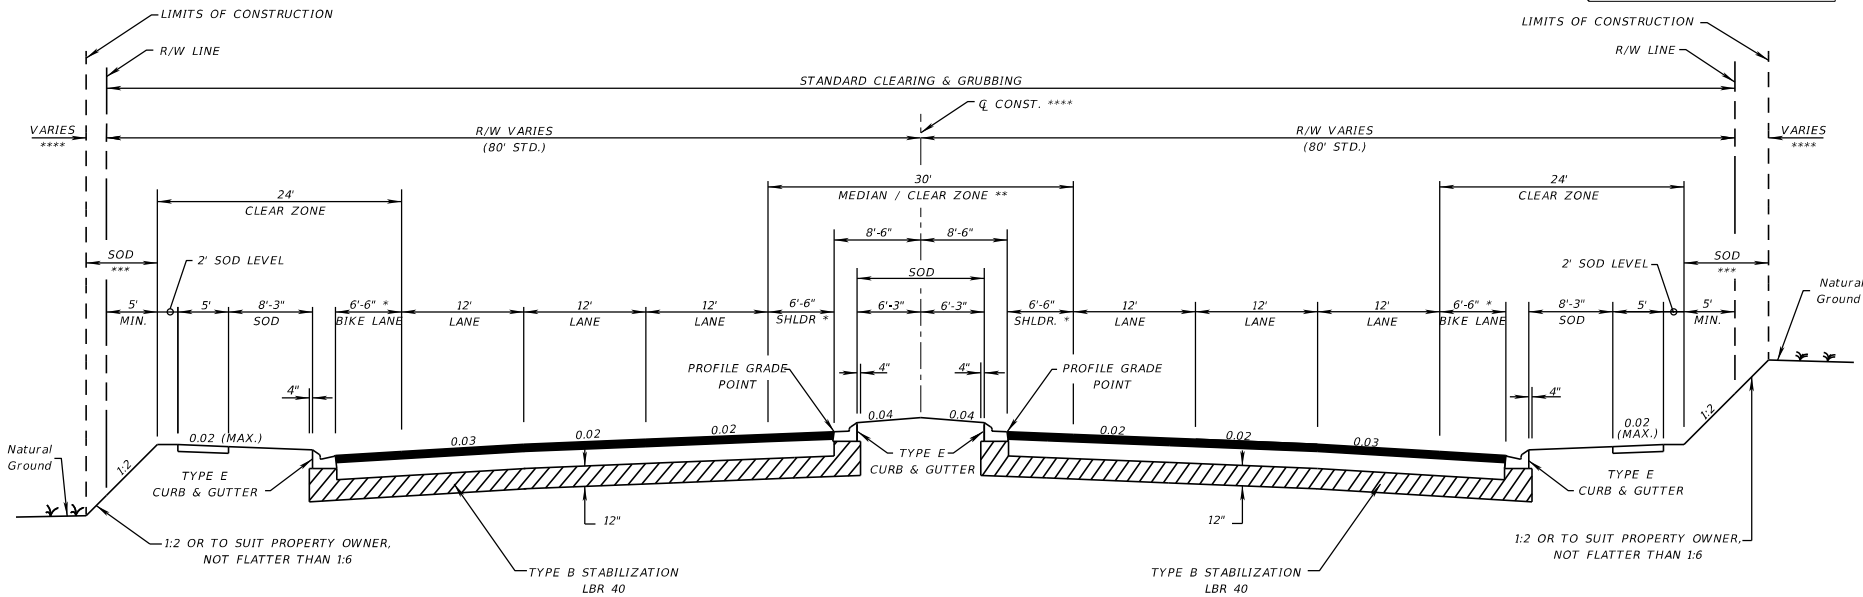 LIMITS OF CONSTRUCTION
LIMITS OF CONSTRUCTION
R/W LINE
R/W LINE
STANDARD CLEARING & GRUBBING
℄ CONST. ****
VARIES
****
R/W VARIES
(80' STD.)
R/W VARIES
(80' STD.)
VARIES
****
24'
CLEAR ZONE
30'
MEDIAN / CLEAR ZONE **
24'
CLEAR ZONE
8'-6"
8'-6"
SOD
***
2' SOD LEVEL
SOD
2' SOD LEVEL
SOD
***
5'
MIN.
5'
8'-3"
SOD
6'-6" *
BIKE LANE
12'
LANE
12'
LANE
12'
LANE
6'-6"
SHLDR *
6'-3"
6'-3"
6'-6"
SHLDR. *
12'
LANE
12'
LANE
12'
LANE
6'-6" *
BIKE LANE
8'-3"
SOD
5'
5'
MIN.
Natural
Ground
PROFILE GRADE
POINT
4"
4"
PROFILE GRADE
POINT
4"
4"
0.02 (MAX.)
0.03
0.02
0.02
0.04
0.04
0.02
0.02
0.03
0.02
(MAX.)
1:2
1:2
Natural
Ground
TYPE E
CURB & GUTTER
TYPE E
CURB & GUTTER
TYPE E
CURB & GUTTER
12"
12"
1:2 OR TO SUIT PROPERTY OWNER,
NOT FLATTER THAN 1:6
1:2 OR TO SUIT PROPERTY OWNER,
NOT FLATTER THAN 1:6
TYPE B STABILIZATION
LBR 40
TYPE B STABILIZATION
LBR 40